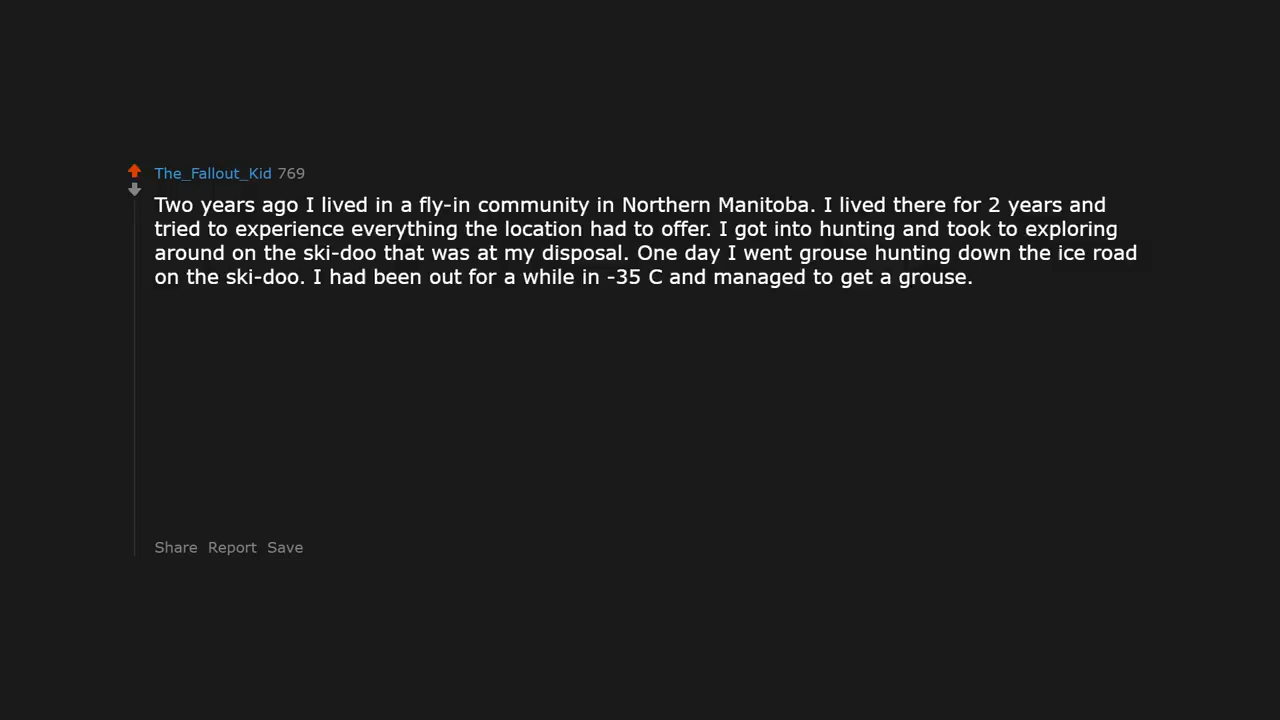 The_Fallout_Kid 769
Two years ago I lived in a fly-in community in Northern Manitoba. I lived there for 2 years and
tried to experience everything the location had to offer. I got into hunting and took to exploring
around on the ski-doo that was at my disposal. One day I went grouse hunting down the ice road
on the ski-doo. I had been out for a while in -35 C and managed to get a grouse.
Share Report Save